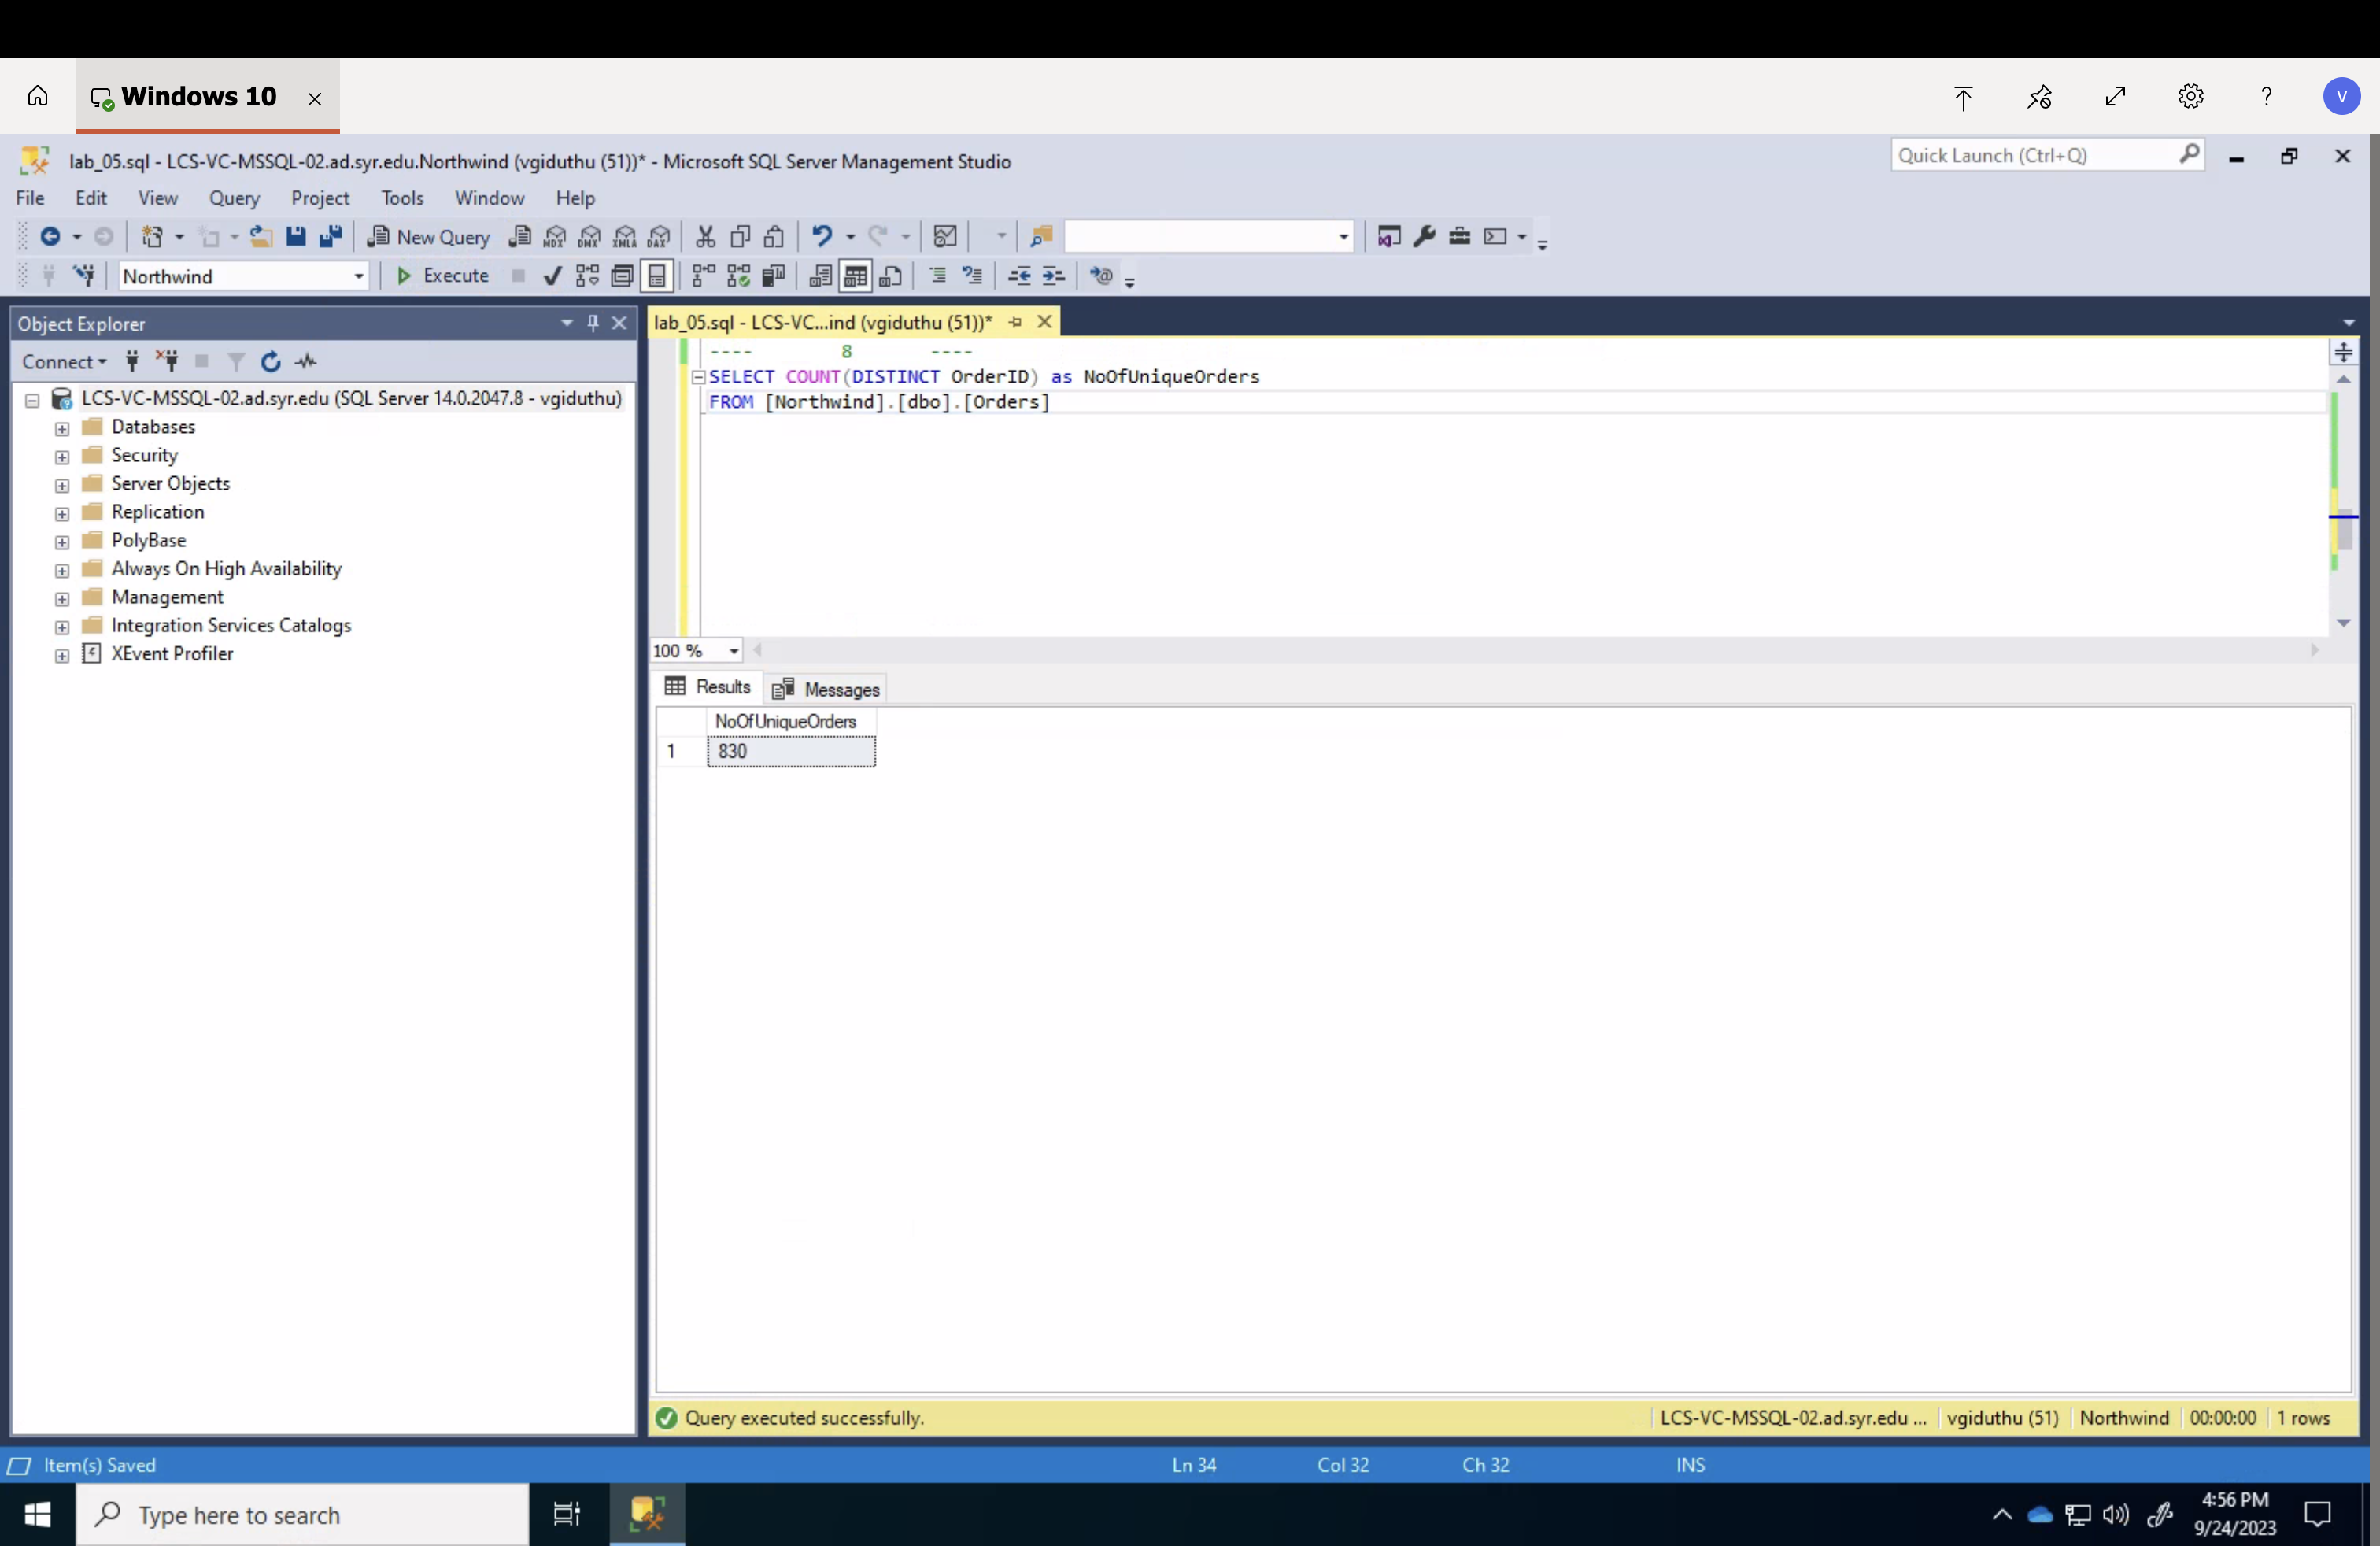 Windows 10
V
lab_05.sql - LCS-VC-MSSQL-02.ad.syr.edu.Northwind (vgiduthu (51))* - Microsoft SQL Server Management Studio
Quick Launch (Ctrl+Q)
File Edit View Query Project Tools Window Help
New Query MDX DMX XMLA DAX
Northwind Execute
Object Explorer
lab_05.sql - LCS-VC...ind (vgiduthu (51))*
Connect
LCS-VC-MSSQL-02.ad.syr.edu (SQL Server 14.0.2047.8 - vgiduthu)
Databases
Security
Server Objects
Replication
PolyBase
Always On High Availability
Management
Integration Services Catalogs
XEvent Profiler
---- 8 ----
SELECT COUNT(DISTINCT OrderID) as NoOfUniqueOrders
FROM [Northwind].[dbo].[Orders]
100 %
Results Messages
NoOfUniqueOrders
1 830
Query executed successfully.
LCS-VC-MSSQL-02.ad.syr.edu ... vgiduthu (51) Northwind 00:00:00 1 rows
Item(s) Saved Ln 34 Col 32 Ch 32 INS
Type here to search
4:56 PM
9/24/2023